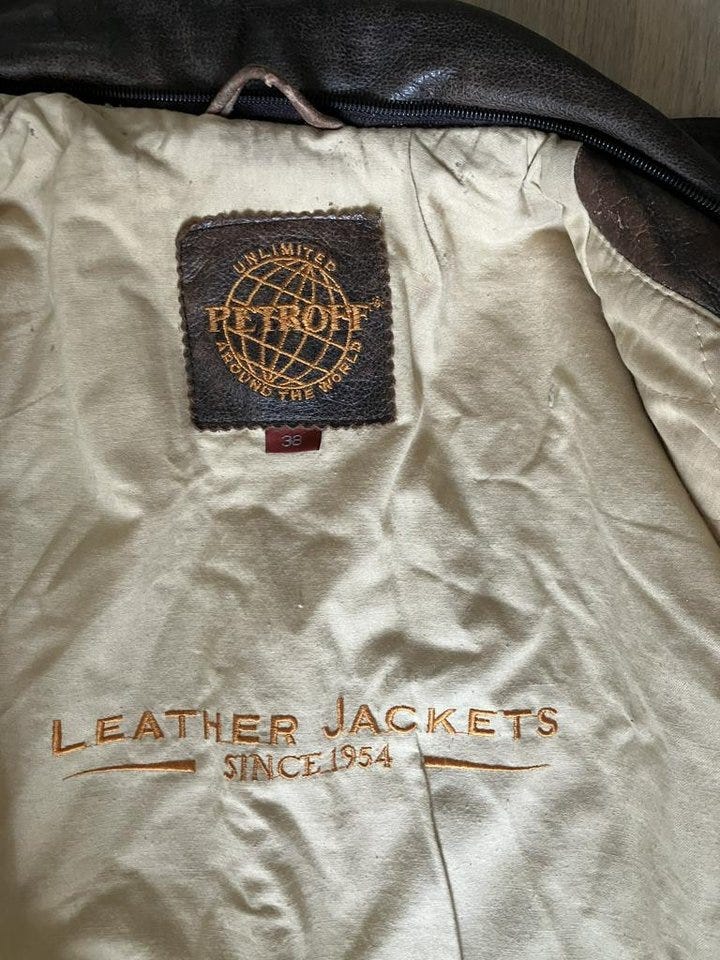 UNLIMITED
PETROFF®
AROUND THE WORLD
38
LEATHER JACKETS
SINCE 1954